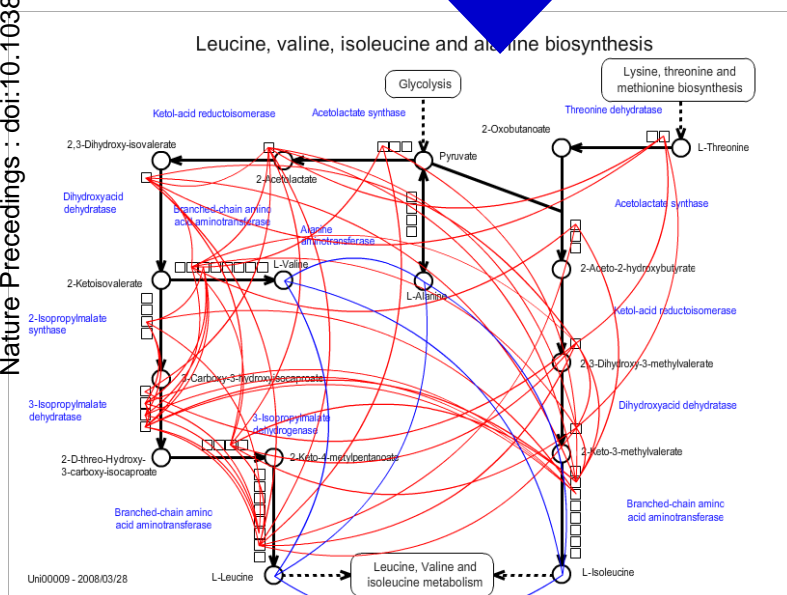 Nature Precedings : doi:10.1038
Leucine, valine, isoleucine and alanine biosynthesis
Glycolysis
Lysine, threonine and
methionine biosynthesis
Ketol-acid reductoisomerase
Acetolactate synthase
Threonine dehydratase
2,3-Dihydroxy-isovalerate
2-Acetolactate
Pyruvate
2-Oxobutanoate
L-Threonine
Dihydroxyacid
dehydratase
Branched-chain amino
acid aminotransferase
Alanine
aminotransferase
Acetolactate synthase
2-Ketoisovalerate
L-Valine
L-Alanine
2-Aceto-2-hydroxybutyrate
2-Isopropylmalate
synthase
Ketol-acid reductoisomerase
3-Carboxy-3-hydroxy-isocaproate
2,3-Dihydroxy-3-methylvalerate
3-Isopropylmalate
dehydratase
3-Isopropylmalate
dehydrogenase
Dihydroxyacid dehydratase
2-D-threo-Hydroxy-
3-carboxy-isocaproate
2-Keto-4-metylpentanoate
2-Keto-3-methylvalerate
Branched-chain amino
acid aminotransferase
Branched-chain amino
acid aminotransferase
Uni00009 - 2008/03/28
L-Leucine
Leucine, Valine and
isoleucine metabolism
L-Isoleucine